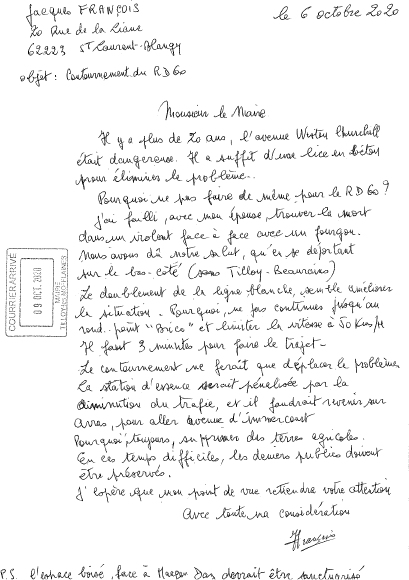 Jacques FRANÇOIS
20 Rue de la Liane
62223 St Laurent-Blangy
le 6 octobre 2020
objet : Contournement du RD60
Monsieur le Maire
Il y a plus de 20 ans, l'avenue Winston Churchill
était dangereuse. Il a suffit d'une lice en béton
pour éliminer le problème.
Pourquoi ne pas faire de même pour le RD60 ?
J'ai failli, avec mon épouse, trouver la mort
dans un violent face à face avec un fourgon.
Nous avons dû notre salut, qu'en se déportant
sur le bas-côté (sens Tilloy-Beaurains)
Le doublement de la ligne blanche, semble améliorer
la situation - Pourquoi, ne pas continuer jusqu'au
rond-point "Brico" et limiter la vitesse à 50 Km/H
Il faut 3 minutes pour faire le trajet -
Le contournement ne ferait que déplacer le problème
La station d'essence serait pénalisée par la
diminution du trafic, et il faudrait revenir sur
Arras, pour aller avenue d'Immercourt
Pourquoi, toujours, supprimer des terres agricoles.
En ces temps difficiles, les deniers publics doivent
être préservés.
J'espère que mon point de vue retiendra votre attention
Avec toute ma considération
JFrançois
P.S. l'espace boisé, face à Häagen Das devrait être sanctuarisé
COURRIER ARRIVÉ
09 OCT. 2020
MAIRIE
TILLOY LES MOFFLAINES